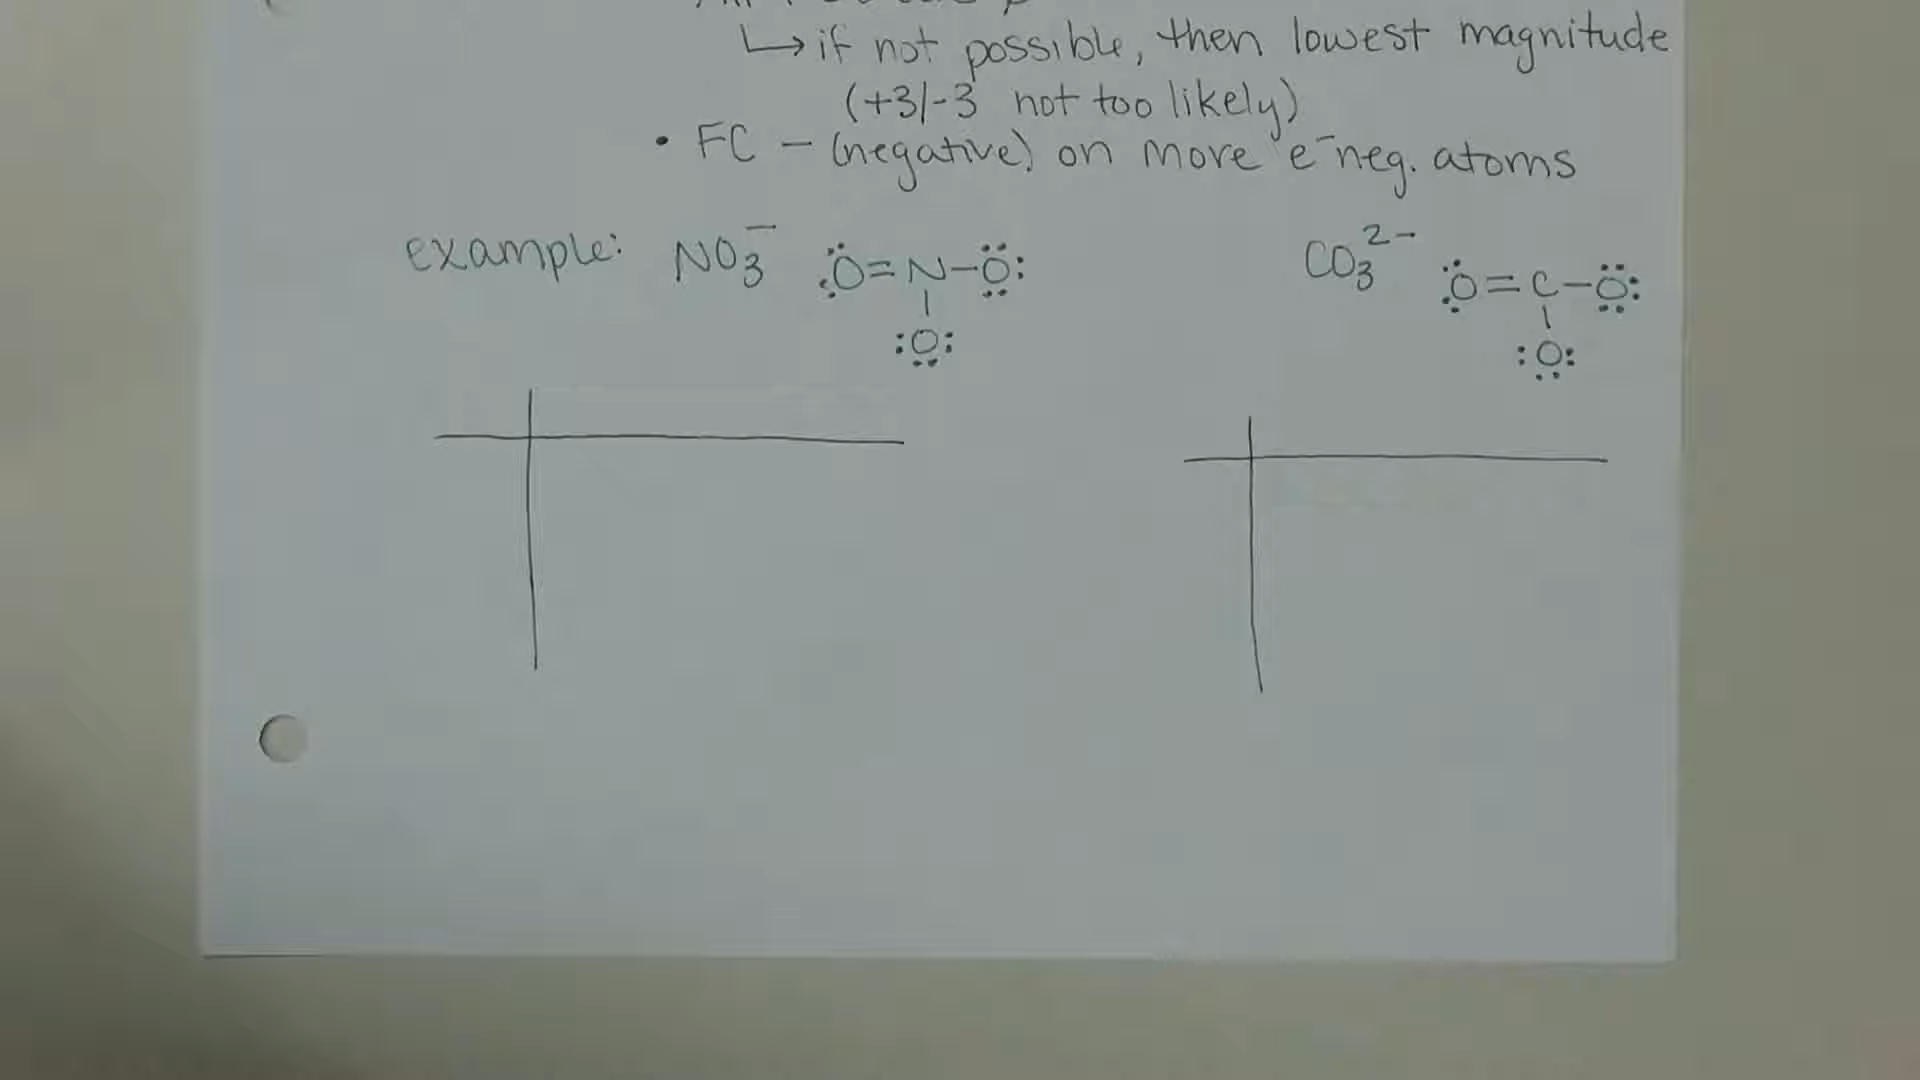 ↳ if not possible, then lowest magnitude
(+3/-3 not too likely)
• FC - (negative) on more e⁻neg. atoms
example: NO₃⁻ Ö=N-Ö: CO₃²⁻ Ö=C-Ö:
| |
:O: :O: